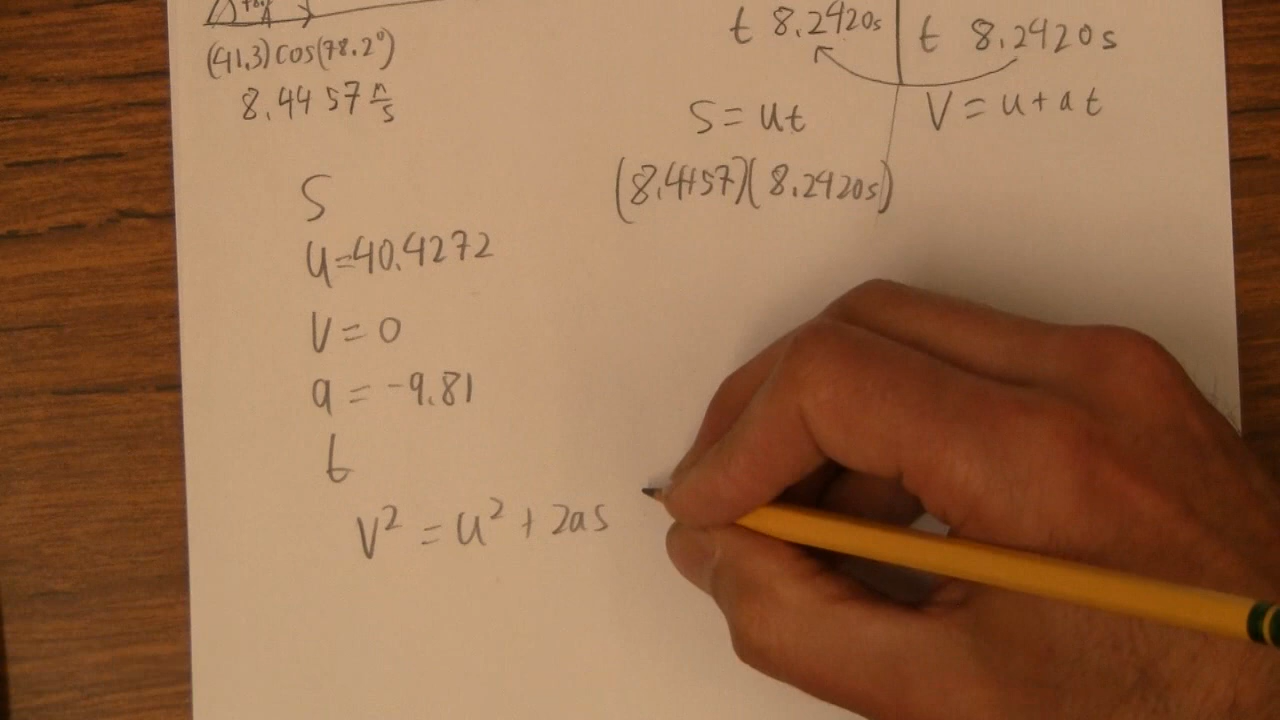 (41.3)cos(78.2°)
8.4457 m/s
t 8.2420s
t 8.2420s
S = ut
V = u + at
(8.4457)(8.2420s)
S
u=40.4272
V = 0
a = -9.81
t
V² = u² + 2as